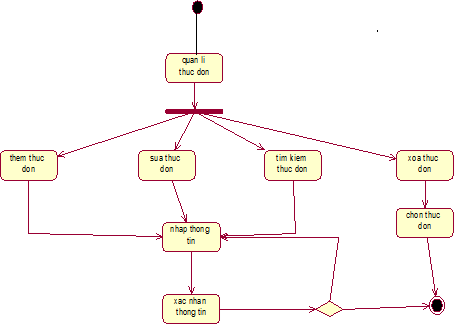 quan li
thuc don
them thuc
don
sua thuc
don
tim kiem
thuc don
xoa thuc
don
chon thuc
don
nhap thong
tin
xac nhan
thong tin